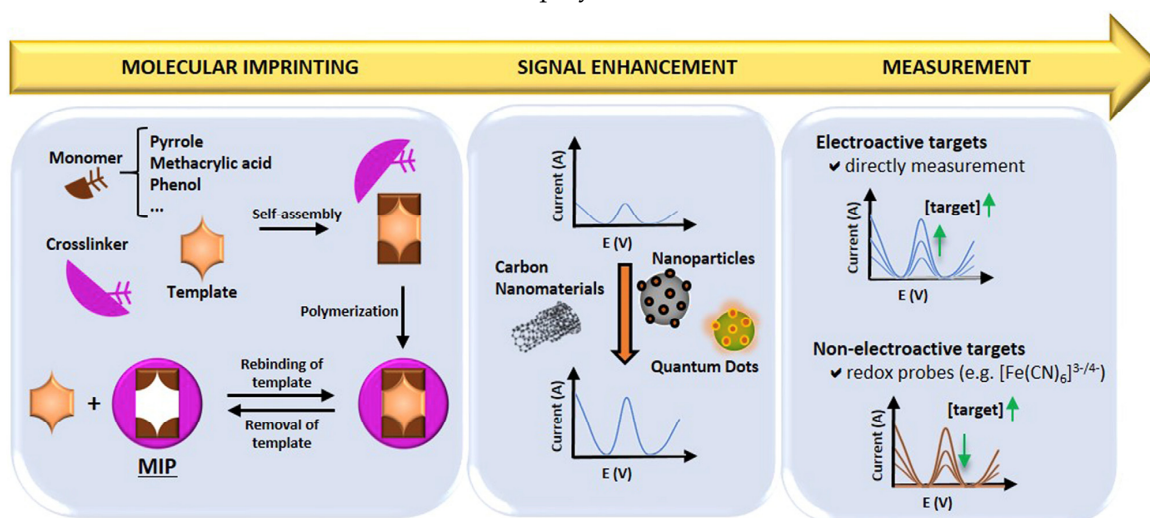 MOLECULAR IMPRINTING
SIGNAL ENHANCEMENT
MEASUREMENT
Monomer
Pyrrole
Methacrylic acid
Phenol
...
Crosslinker
Template
Self-assembly
Polymerization
+
Rebinding of
template
Removal of
template
MIP
Current (A)
E (V)
Carbon
Nanomaterials
Nanoparticles
Quantum Dots
Current (A)
E (V)
Electroactive targets
✔ directly measurement
Current (A)
[target]
E (V)
Non-electroactive targets
✔ redox probes (e.g. [Fe(CN)₆]³⁻/⁴⁻)
Current (A)
[target]
E (V)